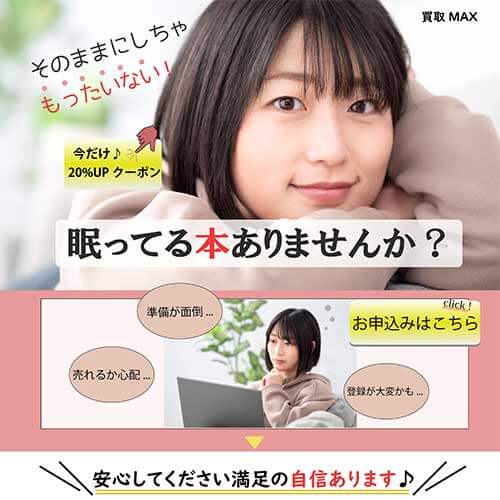 買取 MAX
そのままにしちゃ
もったいない！
今だけ♪
20%UP クーポン
眠ってる本ありませんか？
準備が面倒 ...
click !
お申込みはこちら
売れるか心配 ...
登録が大変かも ...
安心してください満足の自信あります♪